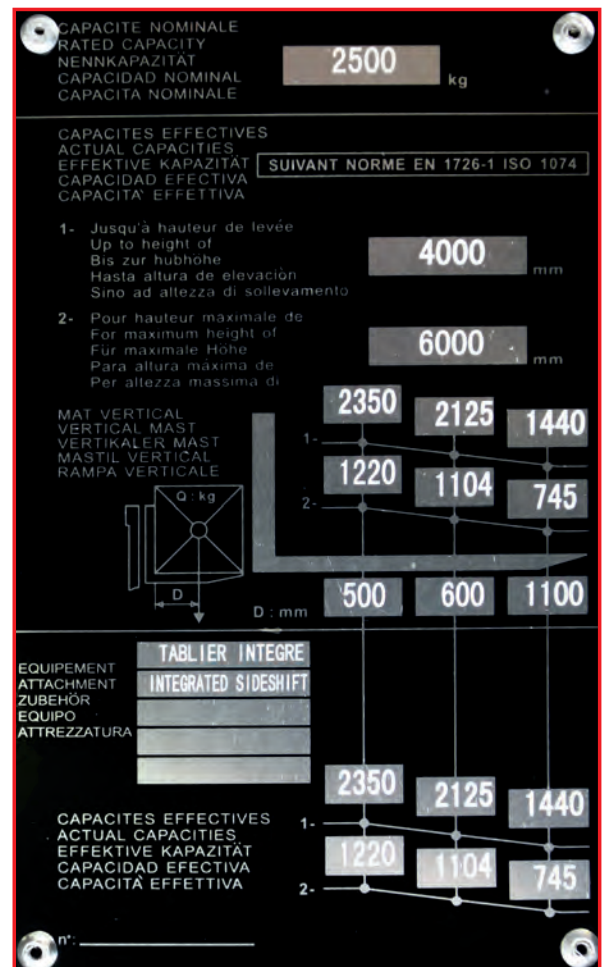 CAPACITE NOMINALE
RATED CAPACITY
NENNKAPAZITÄT
CAPACIDAD NOMINAL
CAPACITA NOMINALE
2500 kg
CAPACITES EFFECTIVES
ACTUAL CAPACITIES
EFFEKTIVE KAPAZITÄT
CAPACIDAD EFECTIVA
CAPACITA' EFFETTIVA
SUIVANT NORME EN 1726-1 ISO 1074
1- Jusqu'à hauteur de levée
Up to height of
Bis zur hubhöhe
Hasta altura de elevaciòn
Sino ad altezza di sollevamento
4000 mm
2- Pour hauteur maximale de
For maximum height of
Für maximale Höhe
Para altura máxima de
Per altezza massima di
6000 mm
MAT VERTICAL
VERTICAL MAST
VERTIKALER MAST
MASTIL VERTICAL
RAMPA VERTICALE
Q : kg
D
1- 2350 2125 1440
2- 1220 1104 745
D : mm 500 600 1100
EQUIPEMENT
ATTACHMENT
ZUBEHÖR
EQUIPO
ATTREZZATURA
TABLIER INTEGRE
INTEGRATED SIDESHIFT
CAPACITES EFFECTIVES
ACTUAL CAPACITIES
EFFEKTIVE KAPAZITÄT
CAPACIDAD EFECTIVA
CAPACITÀ EFFETTIVA
1- 2350 2125 1440
2- 1220 1104 745
n°: